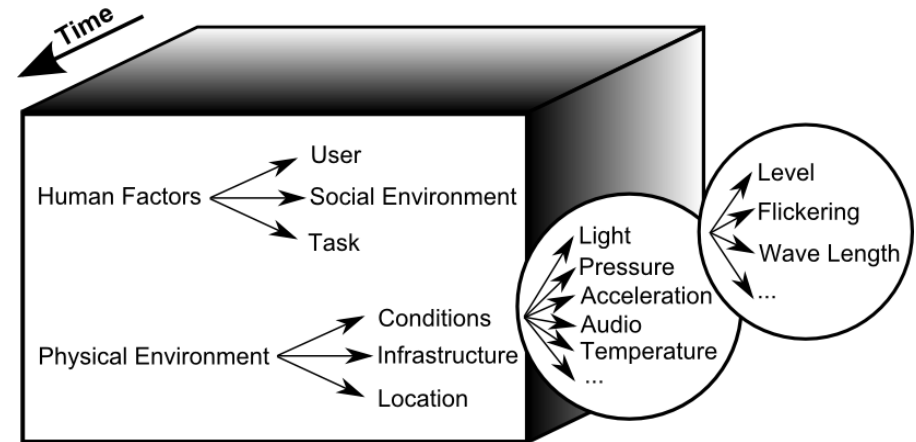 Time
Human Factors
User
Social Environment
Task
Physical Environment
Conditions
Infrastructure
Location
Light
Pressure
Acceleration
Audio
Temperature
...
Level
Flickering
Wave Length
...